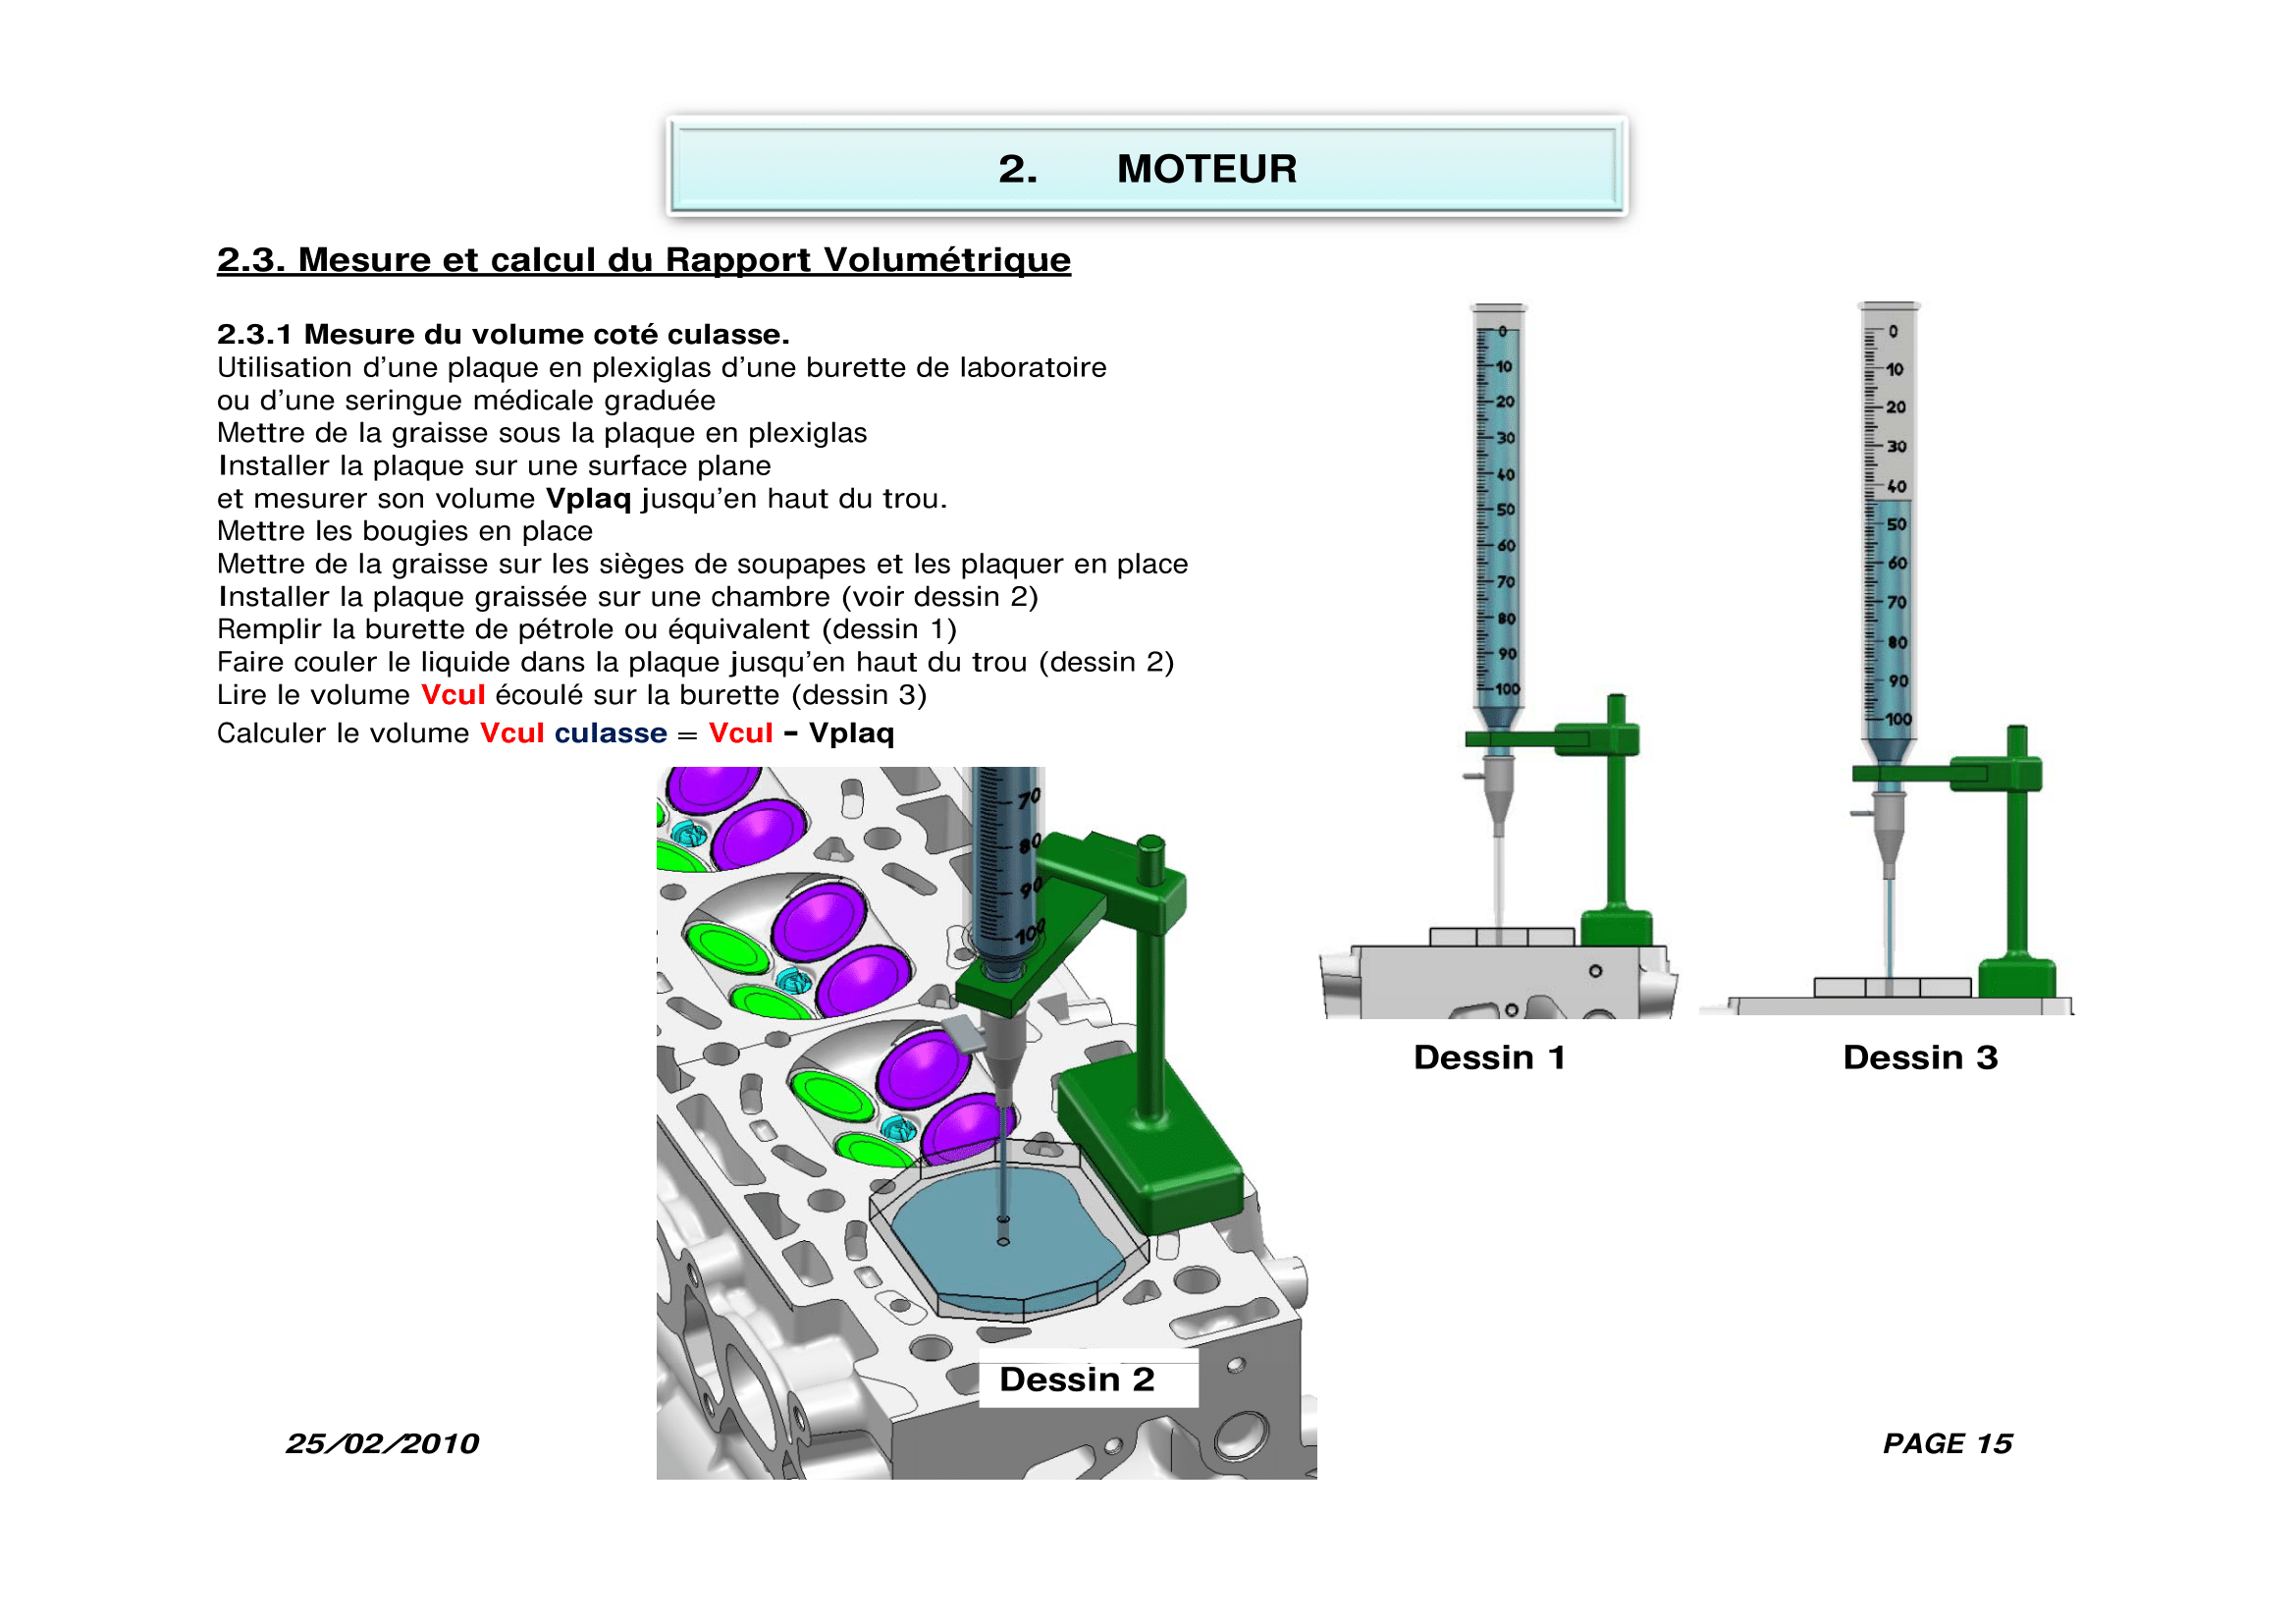 2. MOTEUR
2.3. Mesure et calcul du Rapport Volumétrique
2.3.1 Mesure du volume coté culasse.
Utilisation d'une plaque en plexiglas d'une burette de laboratoire
ou d'une seringue médicale graduée
Mettre de la graisse sous la plaque en plexiglas
Installer la plaque sur une surface plane
et mesurer son volume Vplaq jusqu'en haut du trou.
Mettre les bougies en place
Mettre de la graisse sur les sièges de soupapes et les plaquer en place
Installer la plaque graissée sur une chambre (voir dessin 2)
Remplir la burette de pétrole ou équivalent (dessin 1)
Faire couler le liquide dans la plaque jusqu'en haut du trou (dessin 2)
Lire le volume Vcul écoulé sur la burette (dessin 3)
Calculer le volume Vcul culasse = Vcul - Vplaq
0
10
20
30
40
50
60
70
80
90
100
Dessin 1
0
10
20
30
40
50
60
70
80
90
100
Dessin 3
70
80
90
100
Dessin 2
25/02/2010
PAGE 15